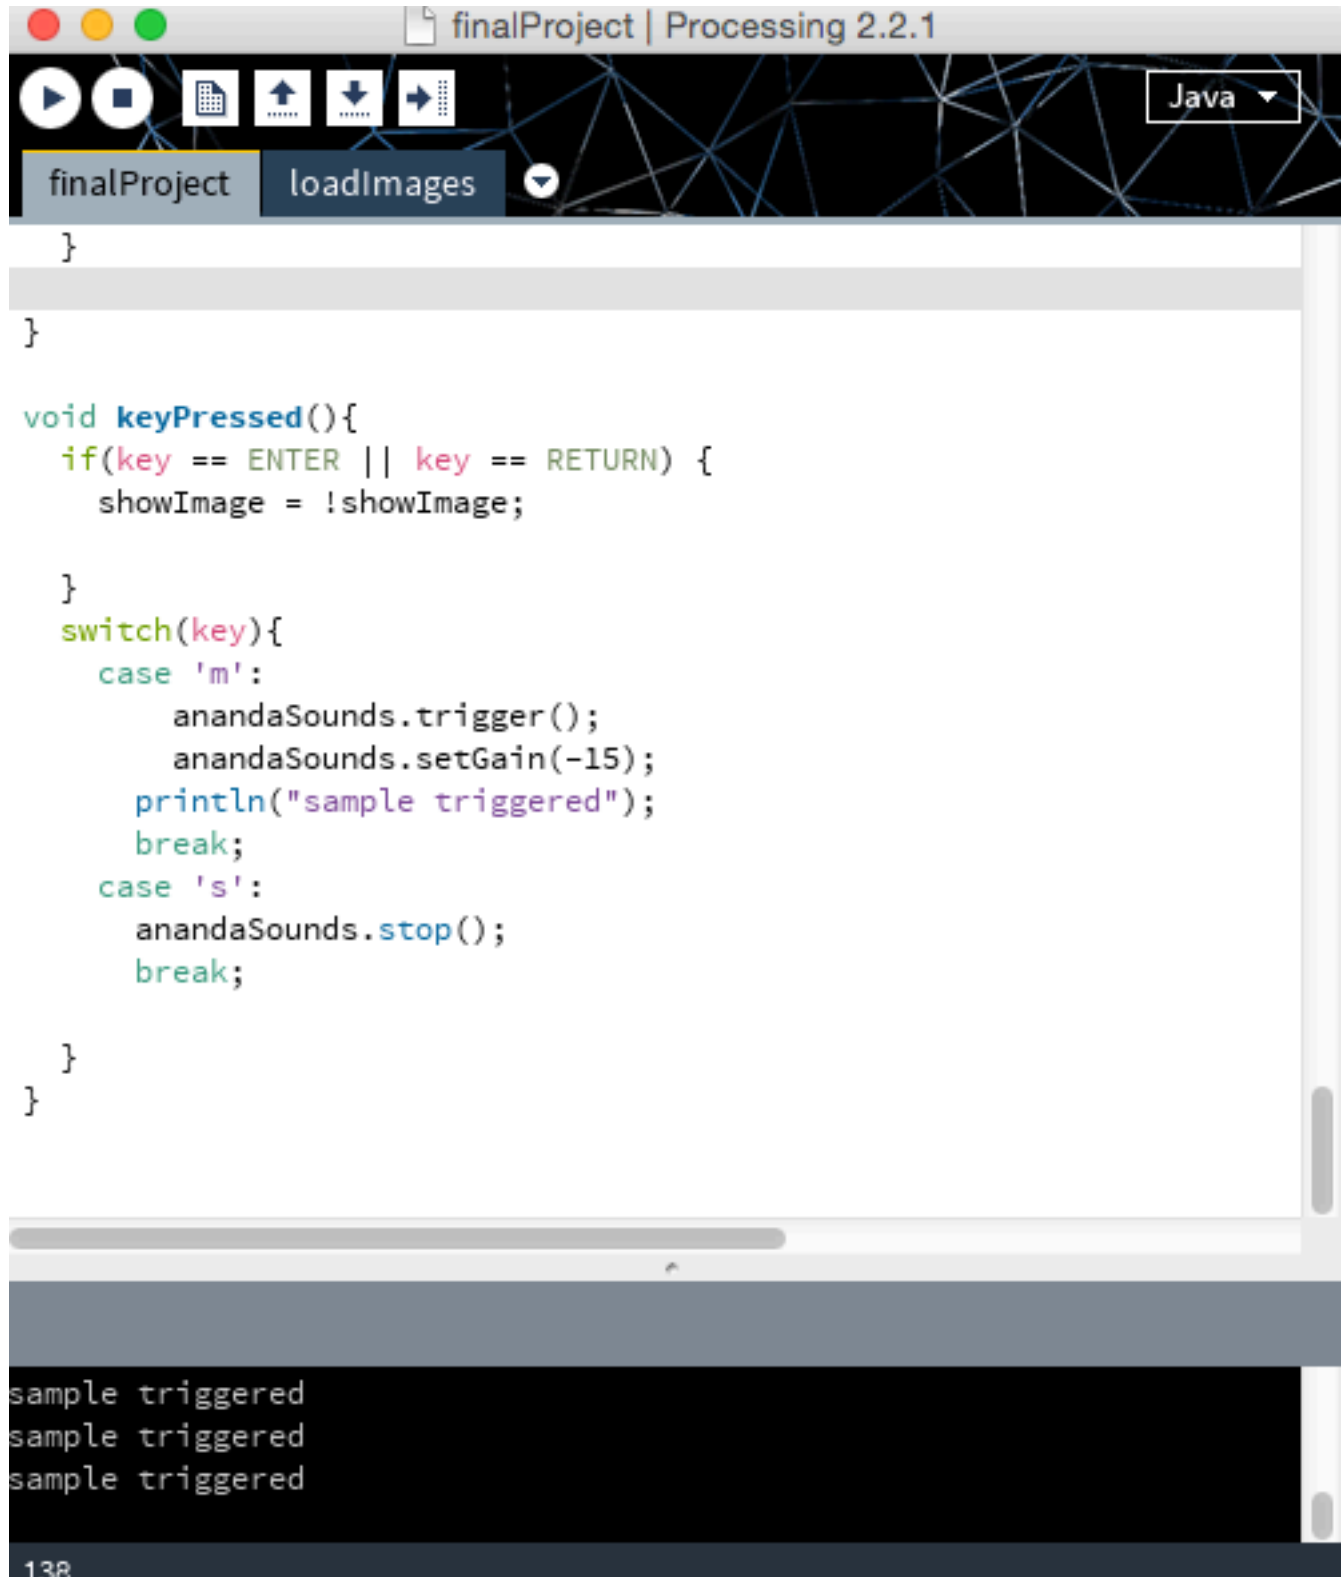 finalProject | Processing 2.2.1
Java
finalProject loadImages
}
}
void keyPressed(){
if(key == ENTER || key == RETURN) {
showImage = !showImage;
}
switch(key){
case 'm':
anandaSounds.trigger();
anandaSounds.setGain(-15);
println("sample triggered");
break;
case 's':
anandaSounds.stop();
break;
}
}
sample triggered
sample triggered
sample triggered
138